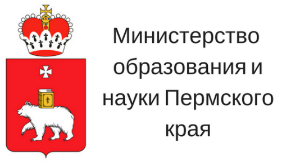 Министерство
образования и
науки Пермского
края